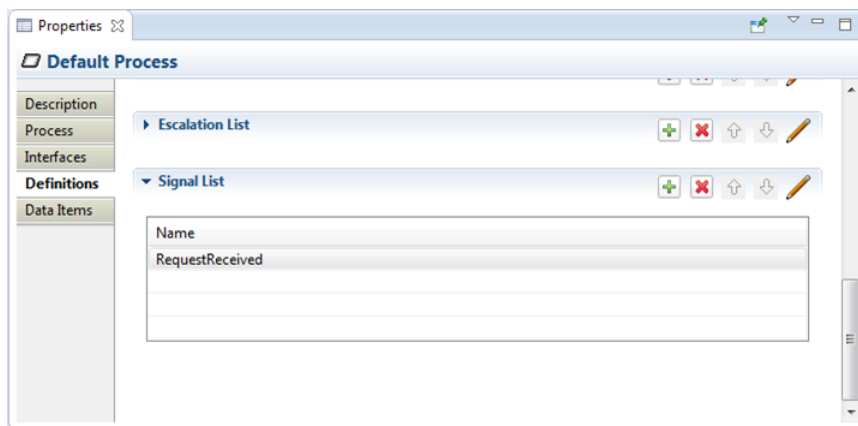 Properties
Default Process
Description
Process
Interfaces
Definitions
Data Items
Escalation List
Signal List
Name
RequestReceived